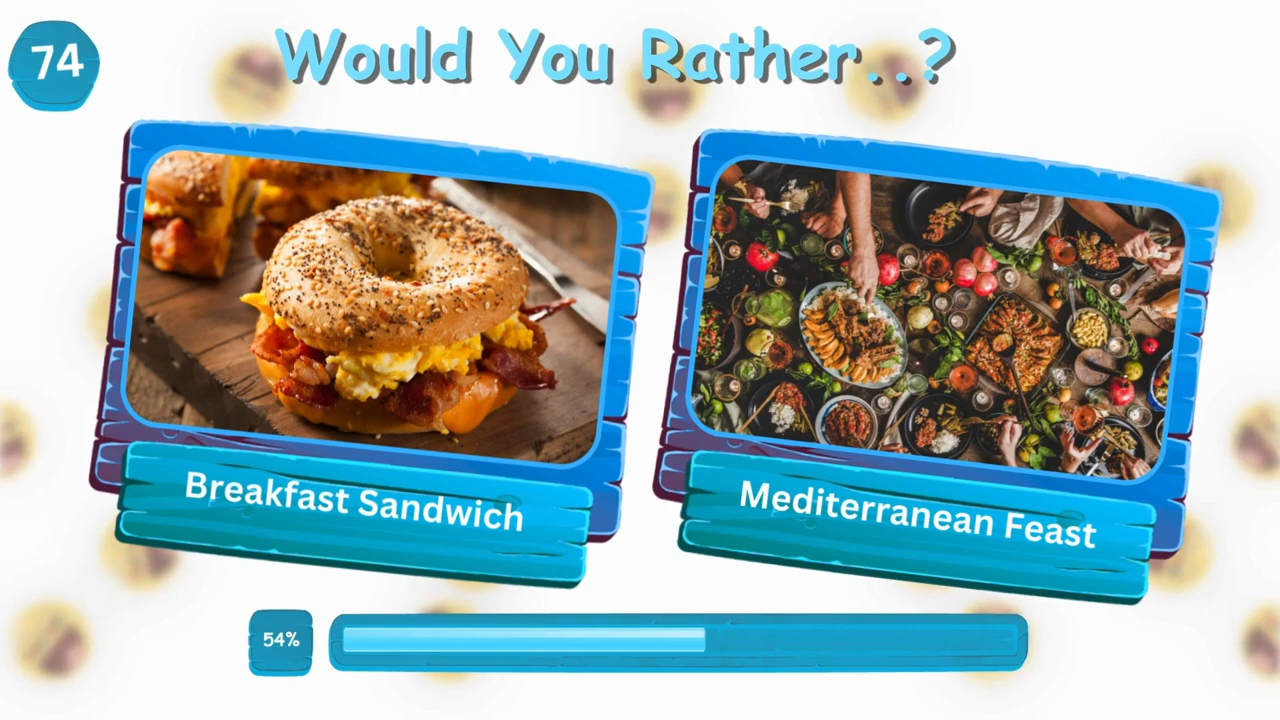 74
Would You Rather..?
Breakfast Sandwich
Mediterranean Feast
54%